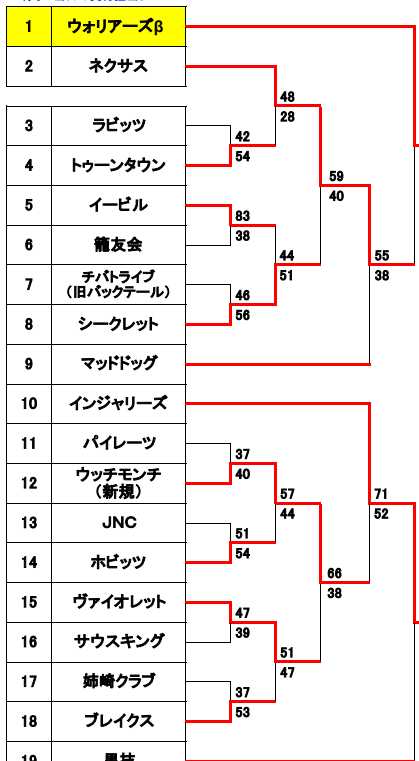 1 ウォリアーズβ
2 ネクサス
48
28
3 ラビッツ
42
4 トゥーンタウン
54
59
40
5 イービル
83
6 籠友会
38
44
51
55
38
7 チバトライブ
(旧バックテール)
46
8 シークレット
56
9 マッドドッグ
10 インジャリーズ
11 パイレーツ
37
12 ウッチモンチ
(新規)
40
57
44
71
52
13 JNC
51
14 ホビッツ
54
66
38
15 ヴァイオレット
47
16 サウスキング
39
51
47
17 姉崎クラブ
37
18 ブレイクス
53